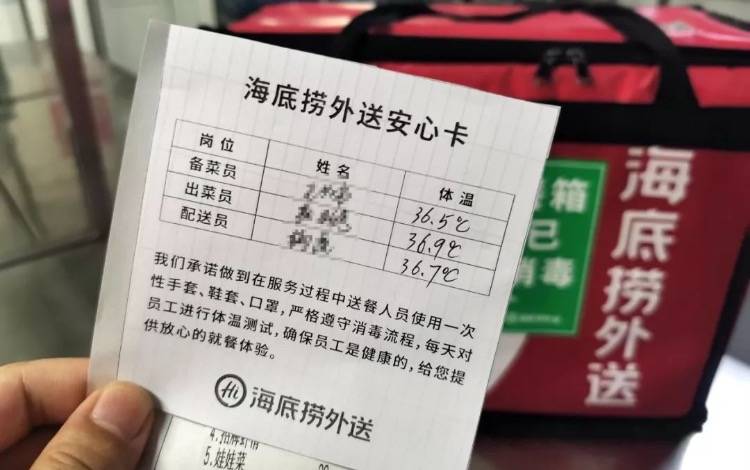 海底捞外送安心卡
岗位 姓名 体温
备菜员 36.5℃
出菜员 36.9℃
配送员 36.7℃
我们承诺做到在服务过程中送餐人员使用一次
性手套、鞋套、口罩，严格遵守消毒流程，每天对
员工进行体温测试，确保员工是健康的，给您提
供放心的就餐体验。
Hi 海底捞外送
5.娃娃菜
箱
已
消毒
海底捞外送